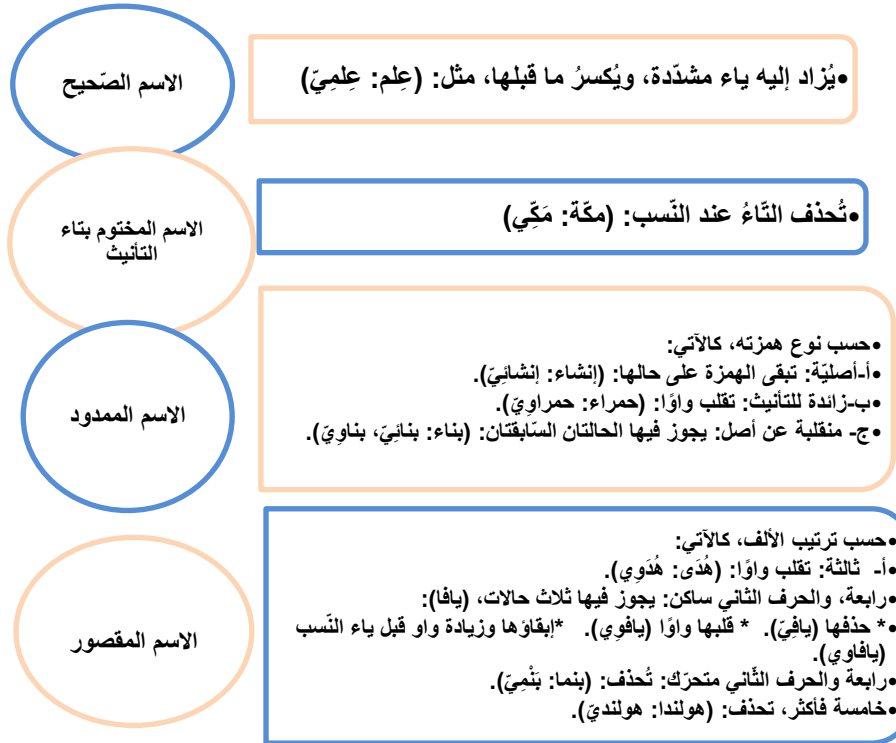 الاسم الصّحيح
•يُزاد إليه ياء مشدّدة، ويُكسرُ ما قبلها، مثل: (عِلم: عِلمِيّ)
الاسم المختوم بتاء
التأنيث
•تُحذف التّاءُ عند النّسب: (مكّة: مَكِّي)
الاسم الممدود
•حسب نوع همزته، كالآتي:
•أ-أصليّة: تبقى الهمزة على حالها: (إنشاء: إنشائِيّ).
•ب-زائدة للتأنيث: تقلب واوًا: (حمراء: حمراوِيّ).
•ج- منقلبة عن أصل: يجوز فيها الحالتان السّابقتان: (بناء: بنائِيّ، بناوِيّ).
الاسم المقصور
•حسب ترتيب الألف، كالآتي:
•أ- ثالثة: تقلب واوًا: (هُدَى: هُدَوِي).
•رابعة، والحرف الثاني ساكن: يجوز فيها ثلاث حالات، (يافا):
•* حذفها (يافِيّ). * قلبها واوًا (يافوِي). *إبقاؤها وزيادة واو قبل ياء النّسب
(يافاوي).
•رابعة والحرف الثّاني متحرّك: تُحذف: (بنما: بَنْمِيّ).
•خامسة فأكثر، تحذف: (هولندا: هولنديّ).